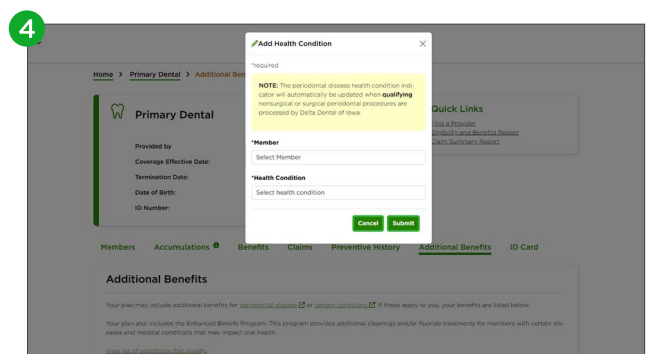 4
Add Health Condition
*required
NOTE: The periodontal disease health condition indi-
cator will automatically be updated when qualifying
nonsurgical or surgical periodontal procedures are
processed by Delta Dental of Iowa.
*Member
Select Member
*Health Condition
Select health condition
Cancel Submit
Home > Primary Dental > Additional Ben
Primary Dental
Provided by
Coverage Effective Date:
Termination Date:
Date of Birth:
ID Number:
Quick Links
Find a Provider
Eligibility and Benefits Report
Claim Summary Report
Members Accumulations Benefits Claims Preventive History Additional Benefits ID Card
Additional Benefits
Your plan may include additional benefits for periodontal disease or certain conditions. If these apply to you, your benefits are listed below.
Your plan also includes the Enhanced Benefit Program. This program provides additional cleanings and/or fluoride treatments for members with certain dis-
eases and medical conditions that may impact oral health.
View list of conditions that qualify.